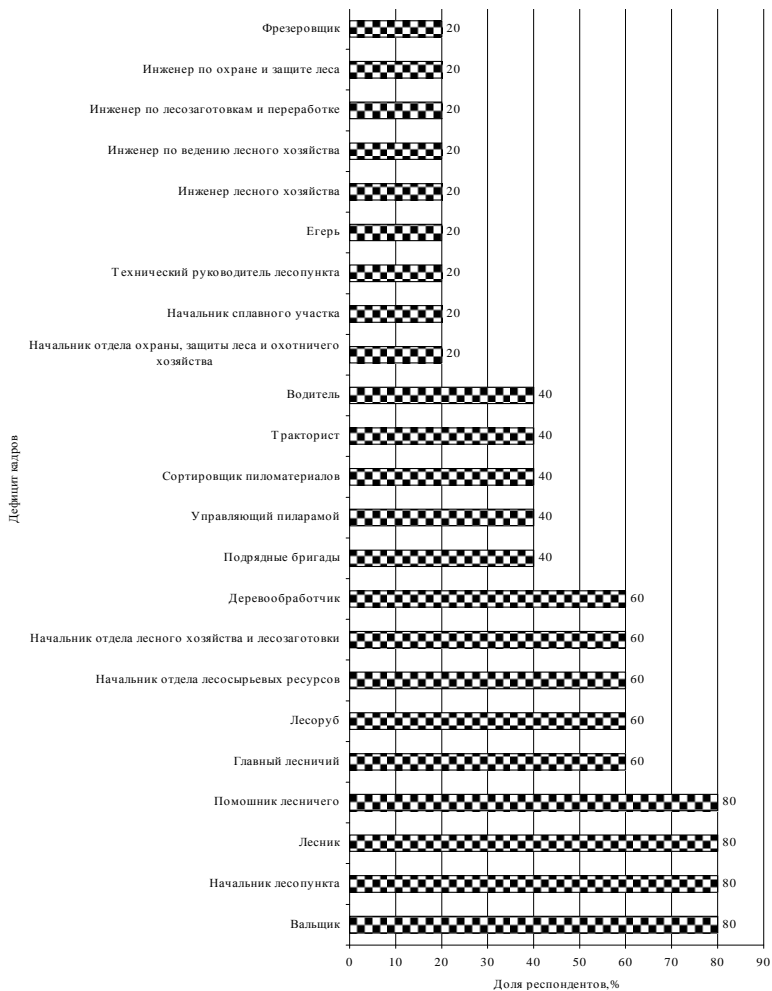 Фрезеровщик 20
Инженер по охране и защите леса 20
Инженер по лесозаготовкам и переработке 20
Инженер по ведению лесного хозяйства 20
Инженер лесного хозяйства 20
Егерь 20
Технический руководитель лесопункта 20
Начальник сплавного участка 20
Начальник отдела охраны, защиты леса и охотничего
хозяйства 20
Водитель 40
Тракторист 40
Сортировщик пиломатериалов 40
Управляющий пиларамой 40
Подрядные бригады 40
Деревообработчик 60
Начальник отдела лесного хозяйства и лесозаготовки 60
Начальник отдела лесосырьевых ресурсов 60
Лесоруб 60
Главный лесничий 60
Помошник лесничего 80
Лесник 80
Начальник лесопункта 80
Вальщик 80
Дефицит кадров
0 10 20 30 40 50 60 70 80 90
Доля респондентов,%